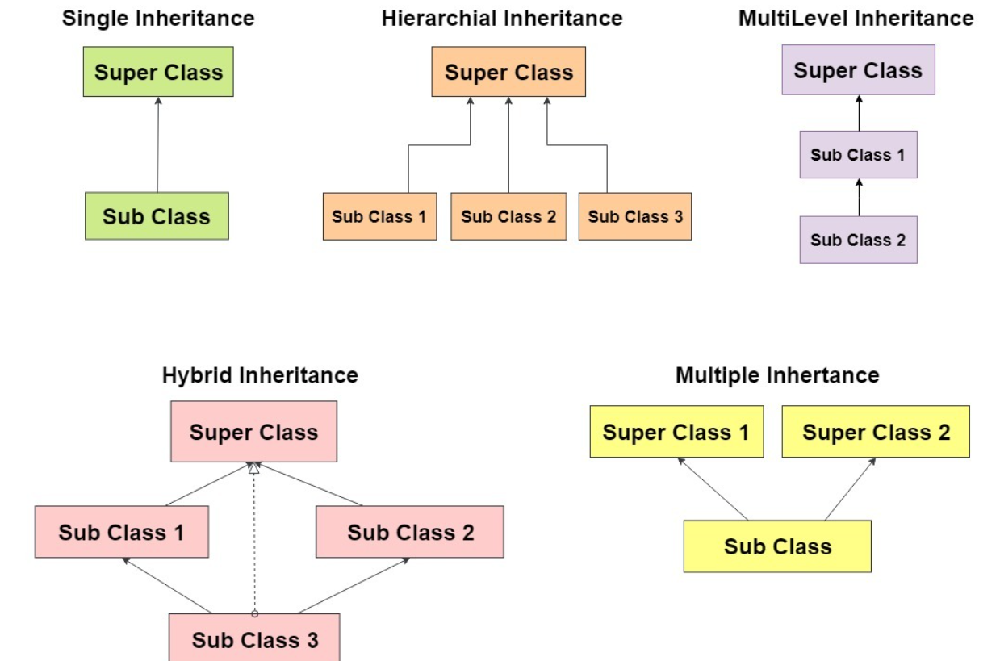 Single Inheritance
Super Class
Sub Class
Hierarchial Inheritance
Super Class
Sub Class 1
Sub Class 2
Sub Class 3
MultiLevel Inheritance
Super Class
Sub Class 1
Sub Class 2
Hybrid Inheritance
Super Class
Sub Class 1
Sub Class 2
Sub Class 3
Multiple Inhertance
Super Class 1
Super Class 2
Sub Class